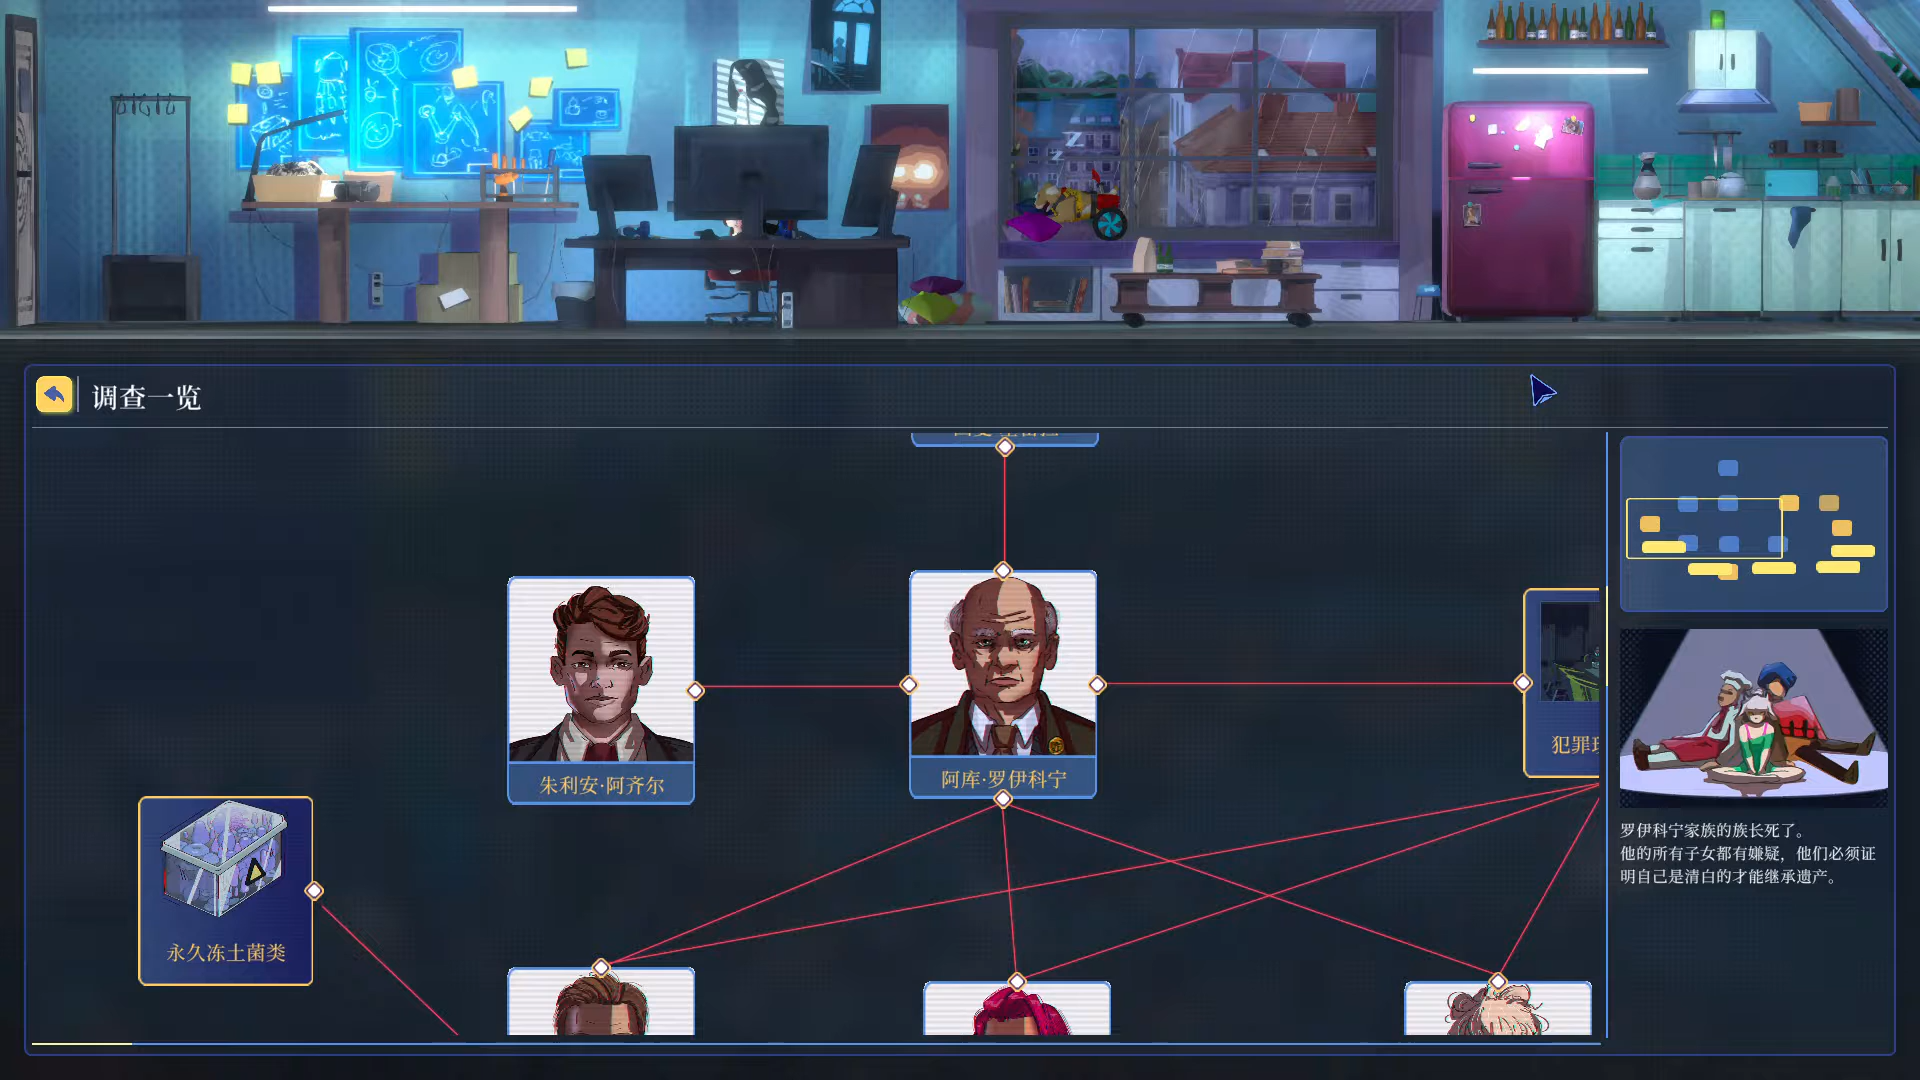 调查一览
朱利安·阿齐尔
阿库·罗伊科宁
永久冻土菌类
罗伊科宁家族的族长死了。
他的所有子女都有嫌疑，他们必须证
明自己是清白的才能继承遗产。
犯罪